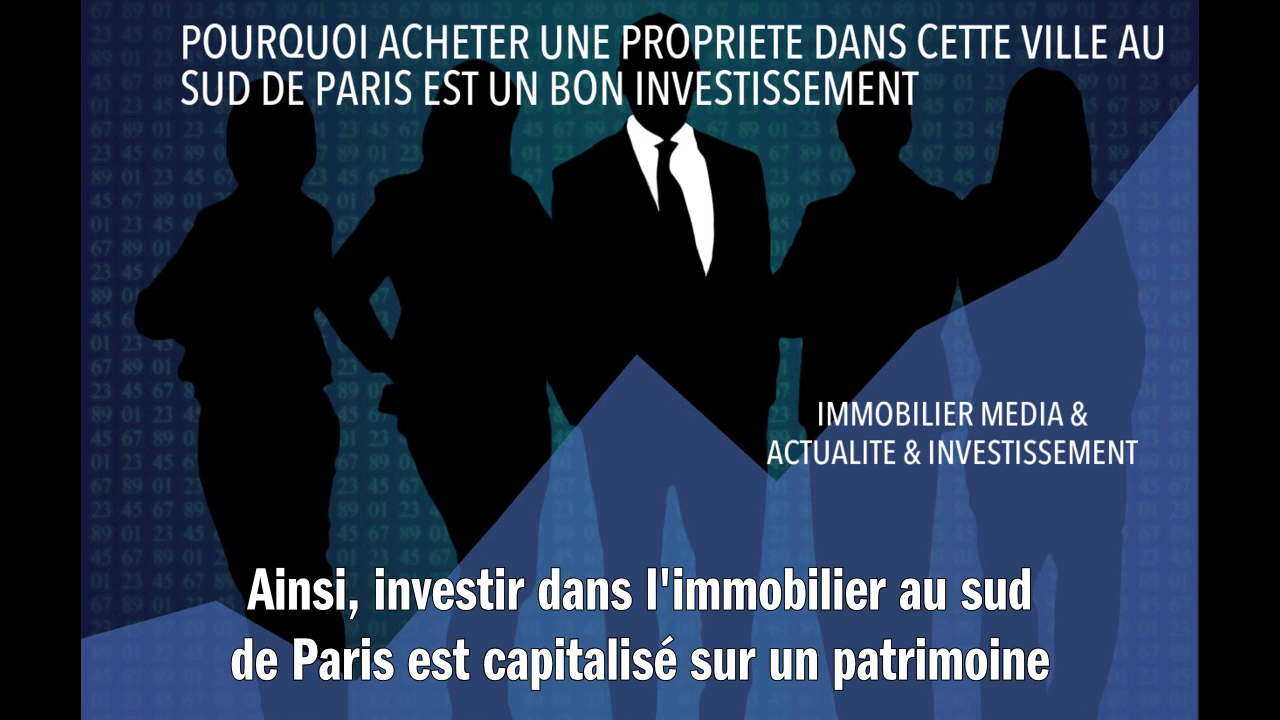 POURQUOI ACHETER UNE PROPRIETE DANS CETTE VILLE AU
SUD DE PARIS EST UN BON INVESTISSEMENT
IMMOBILIER MEDIA &
ACTUALITE & INVESTISSEMENT
Ainsi, investir dans l'immobilier au sud
de Paris est capitalisé sur un patrimoine